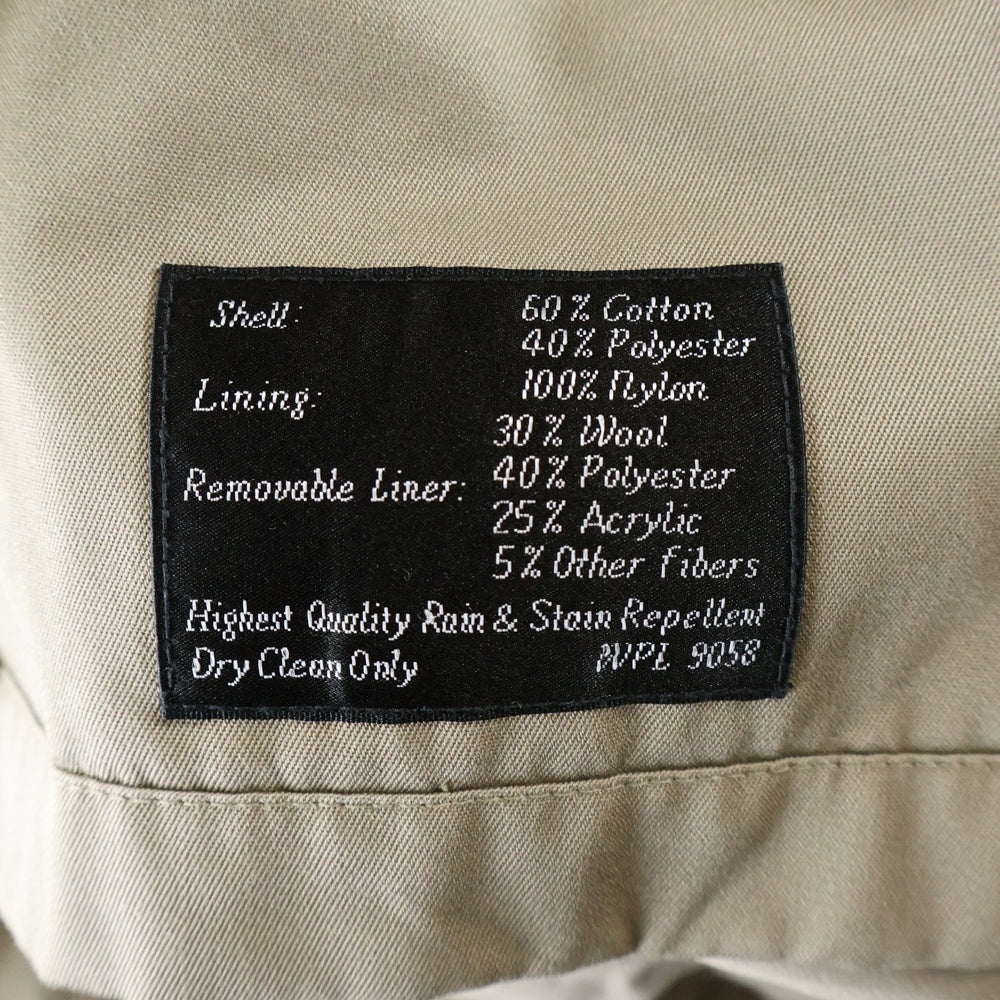 Shell: 60% Cotton
40% Polyester
Lining: 100% Nylon
30% Wool
Removable Liner: 40% Polyester
25% Acrylic
5% Other fibers
Highest Quality Rain & Stain Repellent
Dry Clean Only WPL 9058